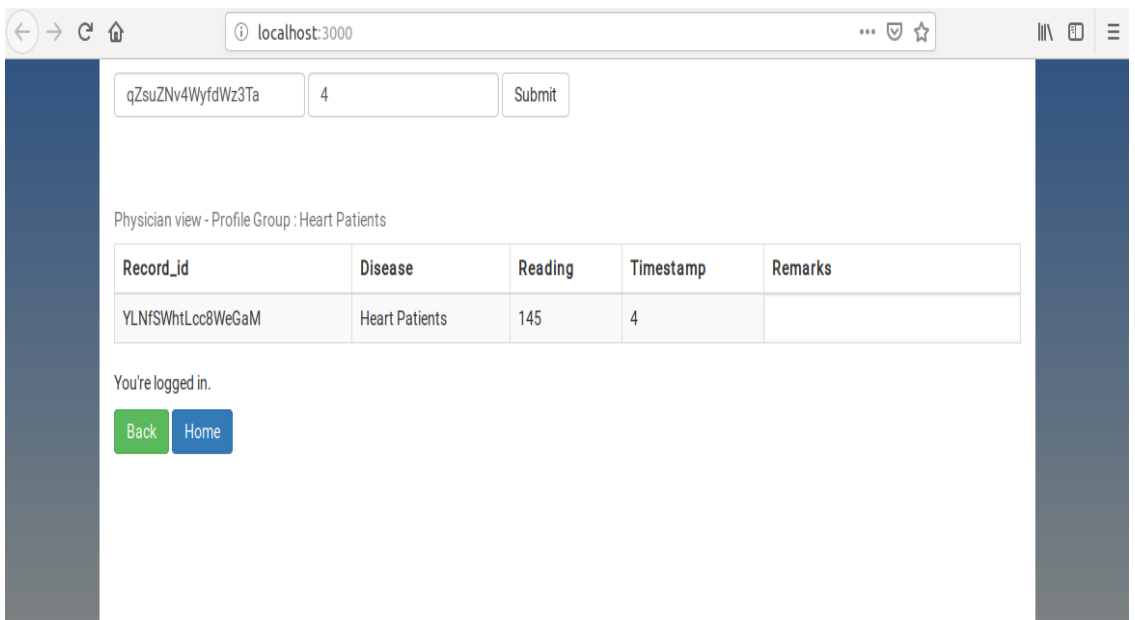 localhost:3000
qZsuZNv4WyfdWz3Ta 4 Submit
Physician view - Profile Group : Heart Patients
Record_id Disease Reading Timestamp Remarks
YLNfSWhtLcc8WeGaM Heart Patients 145 4
You're logged in.
Back Home